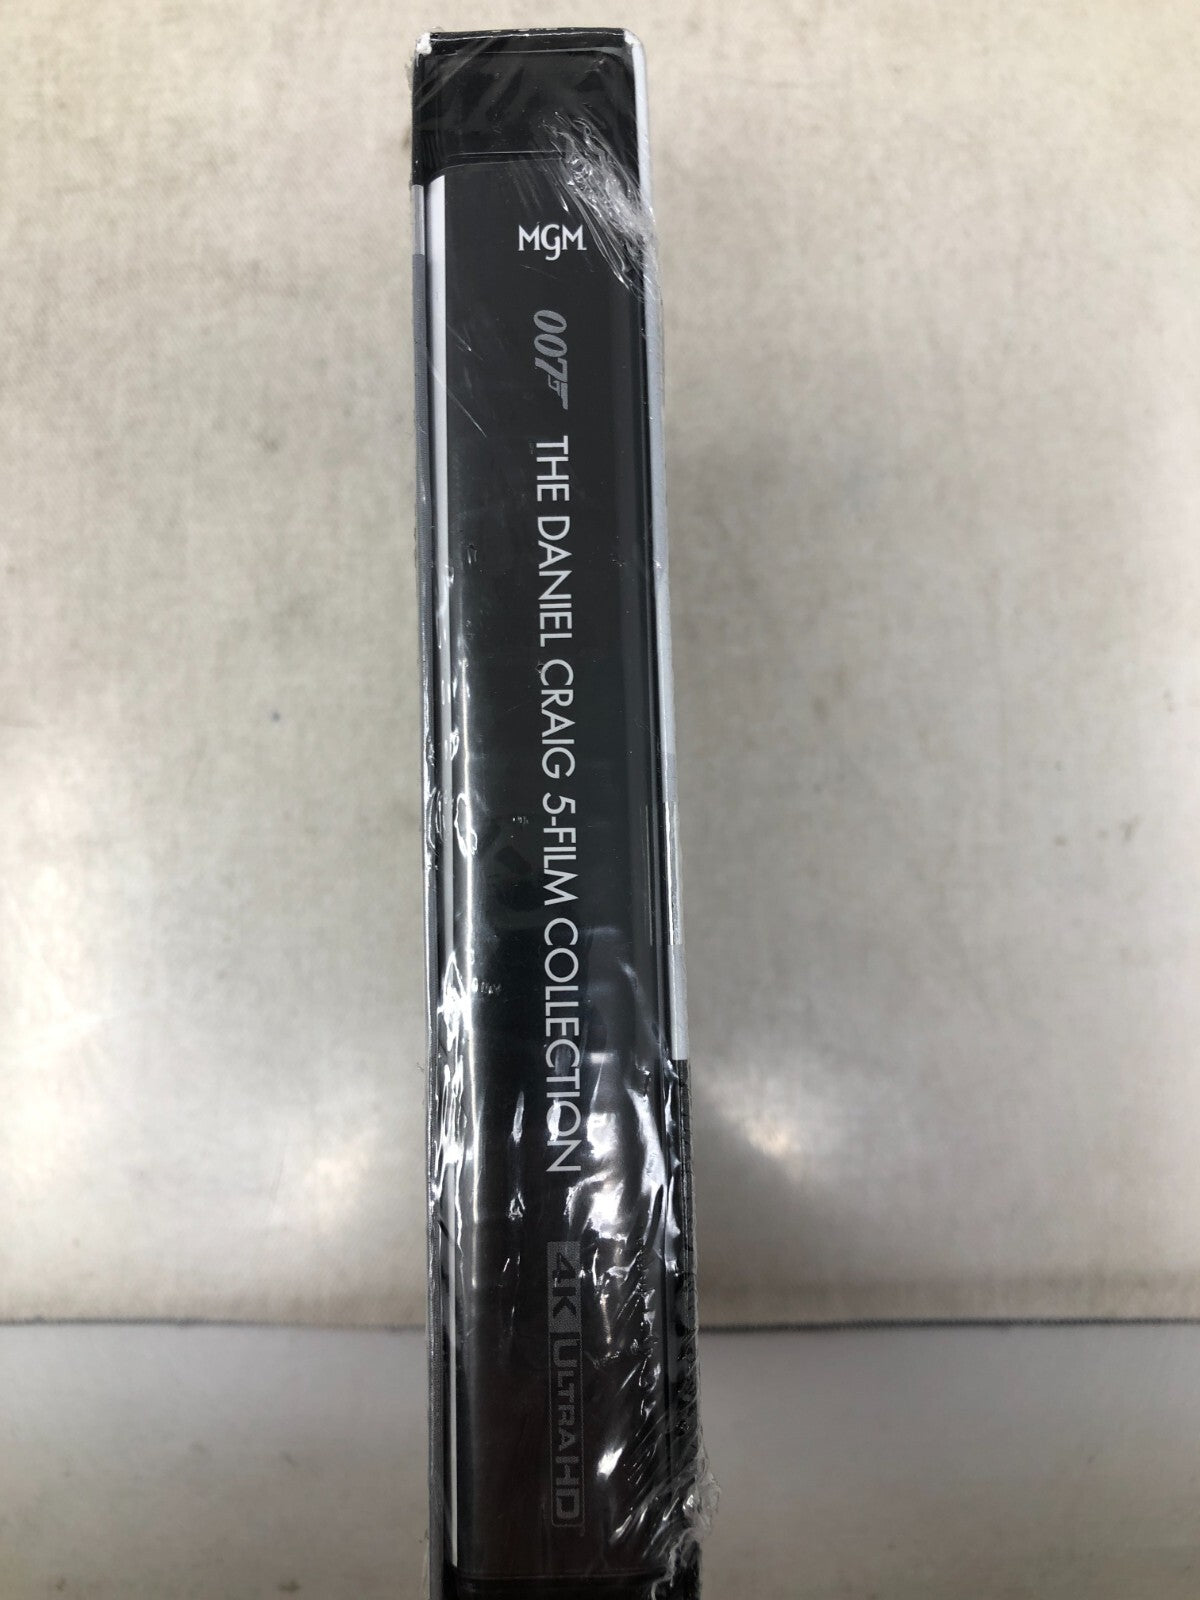 MGM
007
THE DANIEL CRAIG 5-FILM COLLECTION
4K ULTRA HD